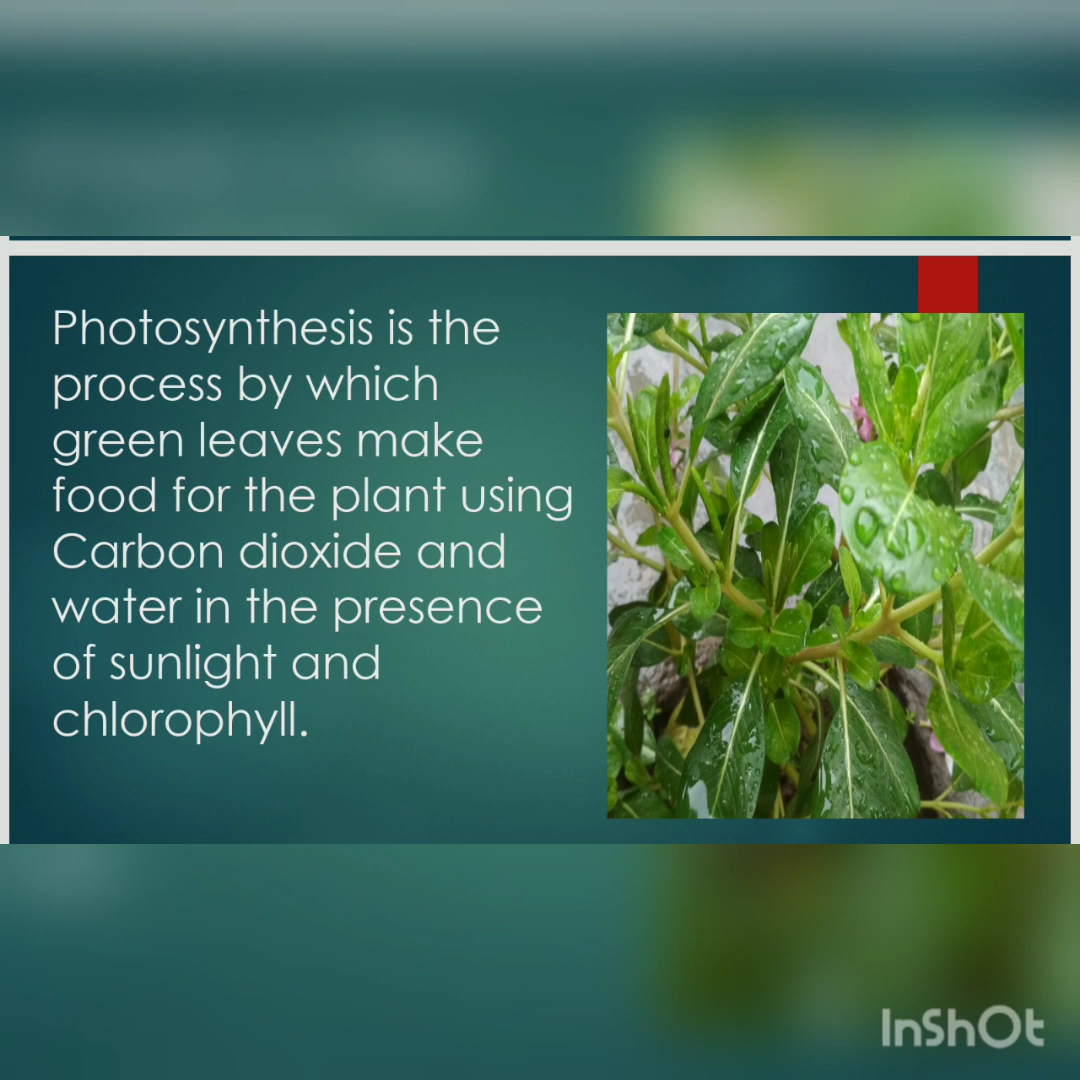 Photosynthesis is the
process by which
green leaves make
food for the plant using
Carbon dioxide and
water in the presence
of sunlight and
chlorophyll.
InShOt